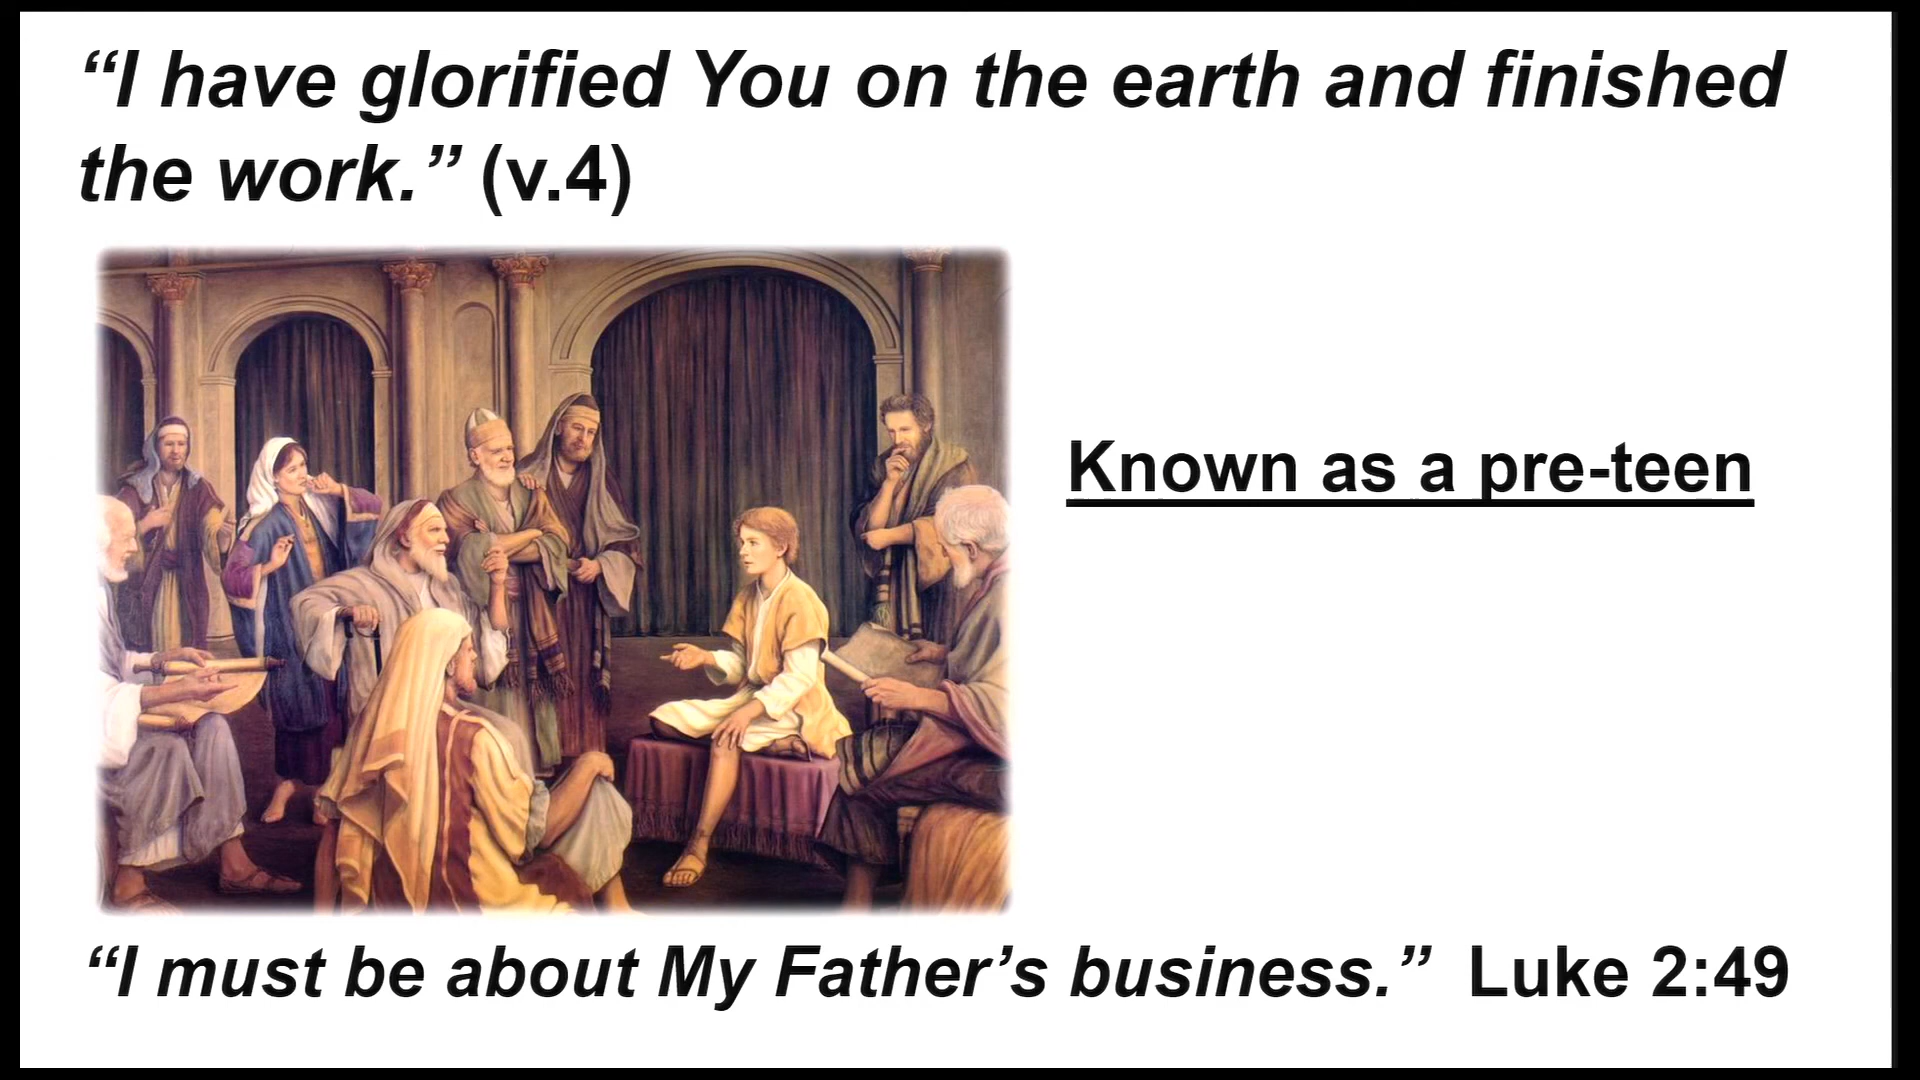 “I have glorified You on the earth and finished
the work.” (v.4)
Known as a pre-teen
“I must be about My Father’s business.” Luke 2:49